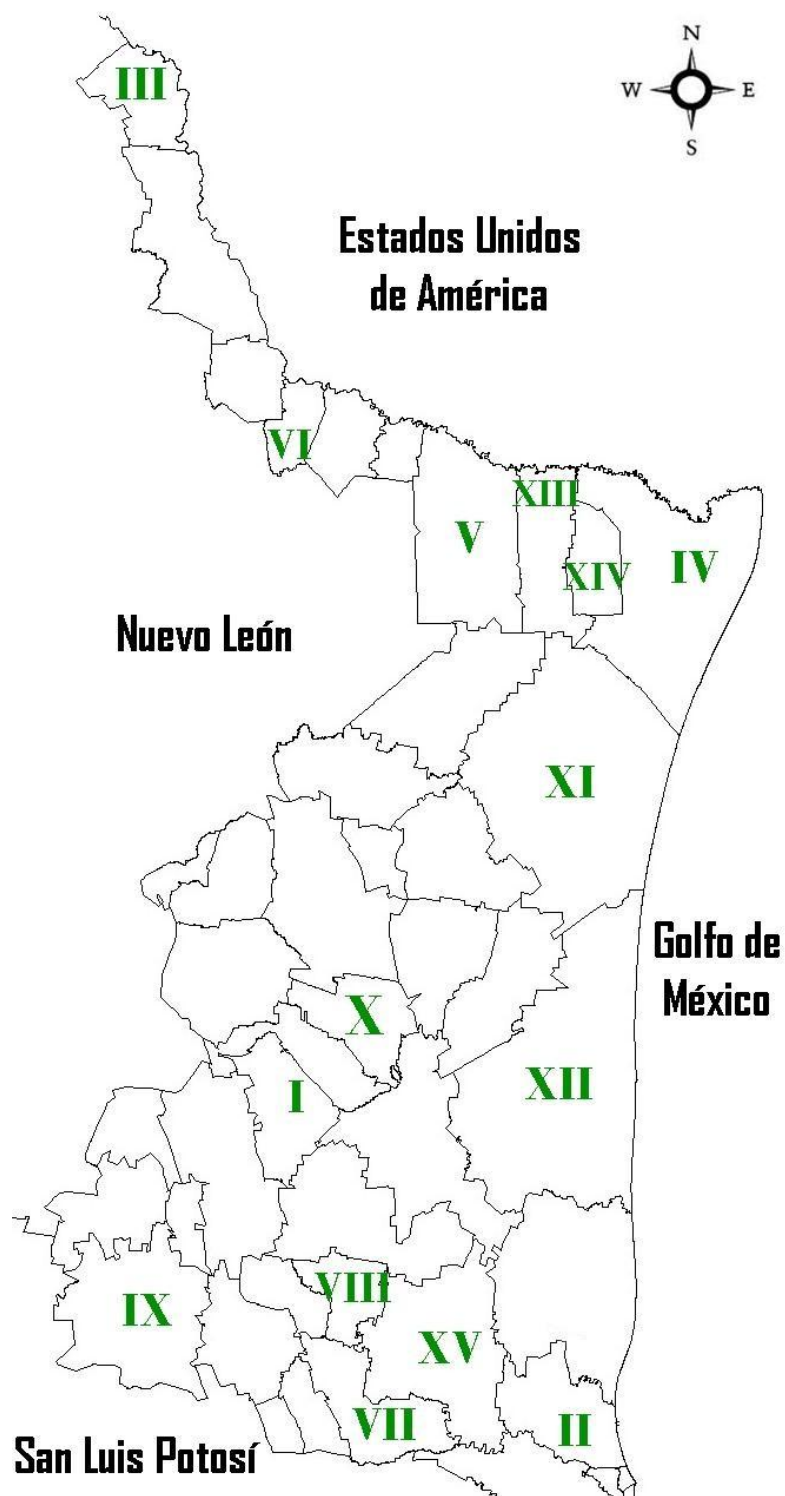 III
N
W E
S
Estados Unidos
de América
VI
XIII
V
XIV
IV
Nuevo León
XI
Golfo de
México
X
I
XII
VIII
IX
XV
VII
II
San Luis Potosí